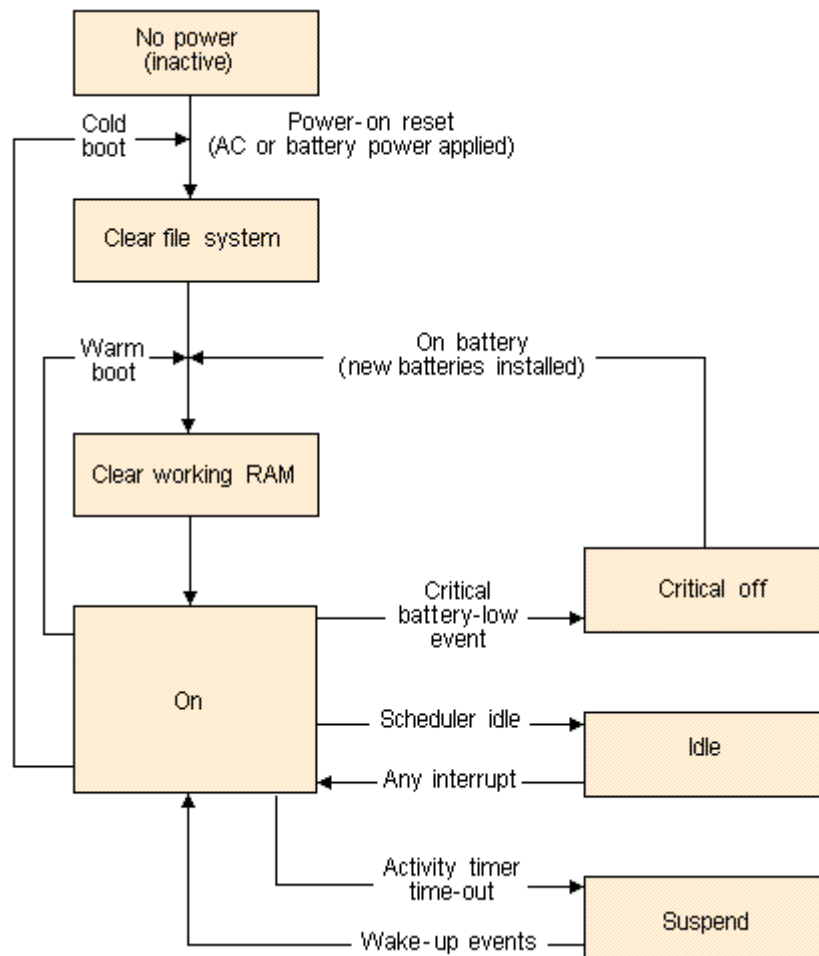 No power
(inactive)
Cold
boot
Power-on reset
(AC or battery power applied)
Clear file system
Warm
boot
On battery
(new batteries installed)
Clear working RAM
Critical
battery-low
event
Critical off
On
Scheduler idle
Idle
Any interrupt
Activity timer
time-out
Suspend
Wake-up events